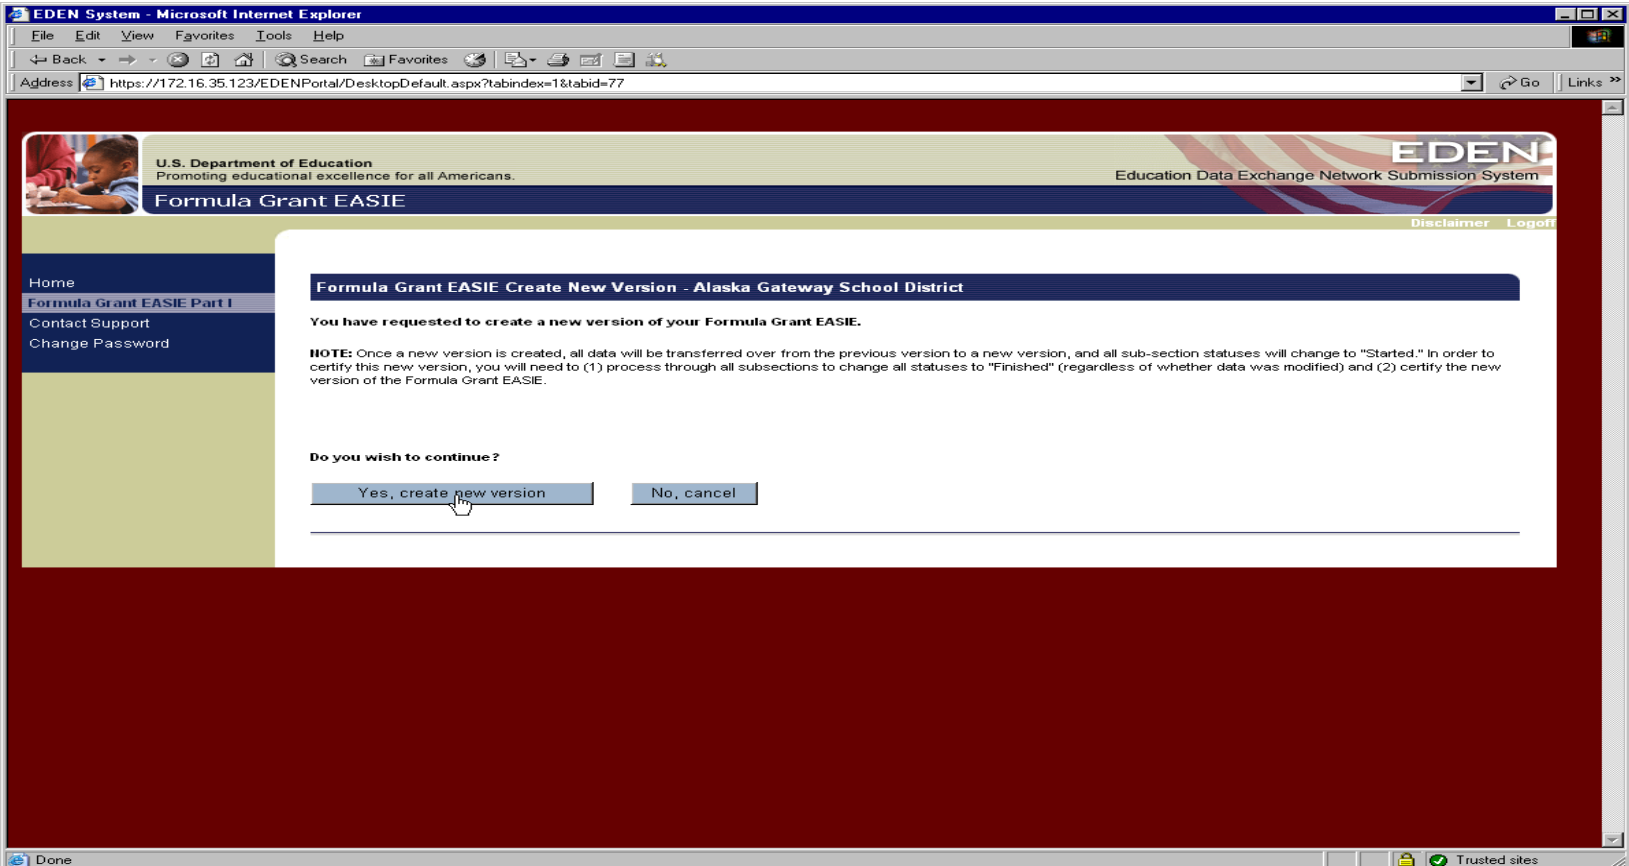 EDEN System - Microsoft Internet Explorer
File Edit View Favorites Tools Help
Back Search Favorites
Address https://172.16.35.123/EDENPortal/DesktopDefault.aspx?tabindex=1&tabid=77 Go Links »
U.S. Department of Education
Promoting educational excellence for all Americans.
EDEN
Education Data Exchange Network Submission System
Formula Grant EASIE
Disclaimer Logoff
Home
Formula Grant EASIE Part I
Contact Support
Change Password
Formula Grant EASIE Create New Version - Alaska Gateway School District
You have requested to create a new version of your Formula Grant EASIE.
NOTE: Once a new version is created, all data will be transferred over from the previous version to a new version, and all sub-section statuses will change to "Started." In order to
certify this new version, you will need to (1) process through all subsections to change all statuses to "Finished" (regardless of whether data was modified) and (2) certify the new
version of the Formula Grant EASIE.
Do you wish to continue?
Yes, create new version No, cancel
Done Trusted sites